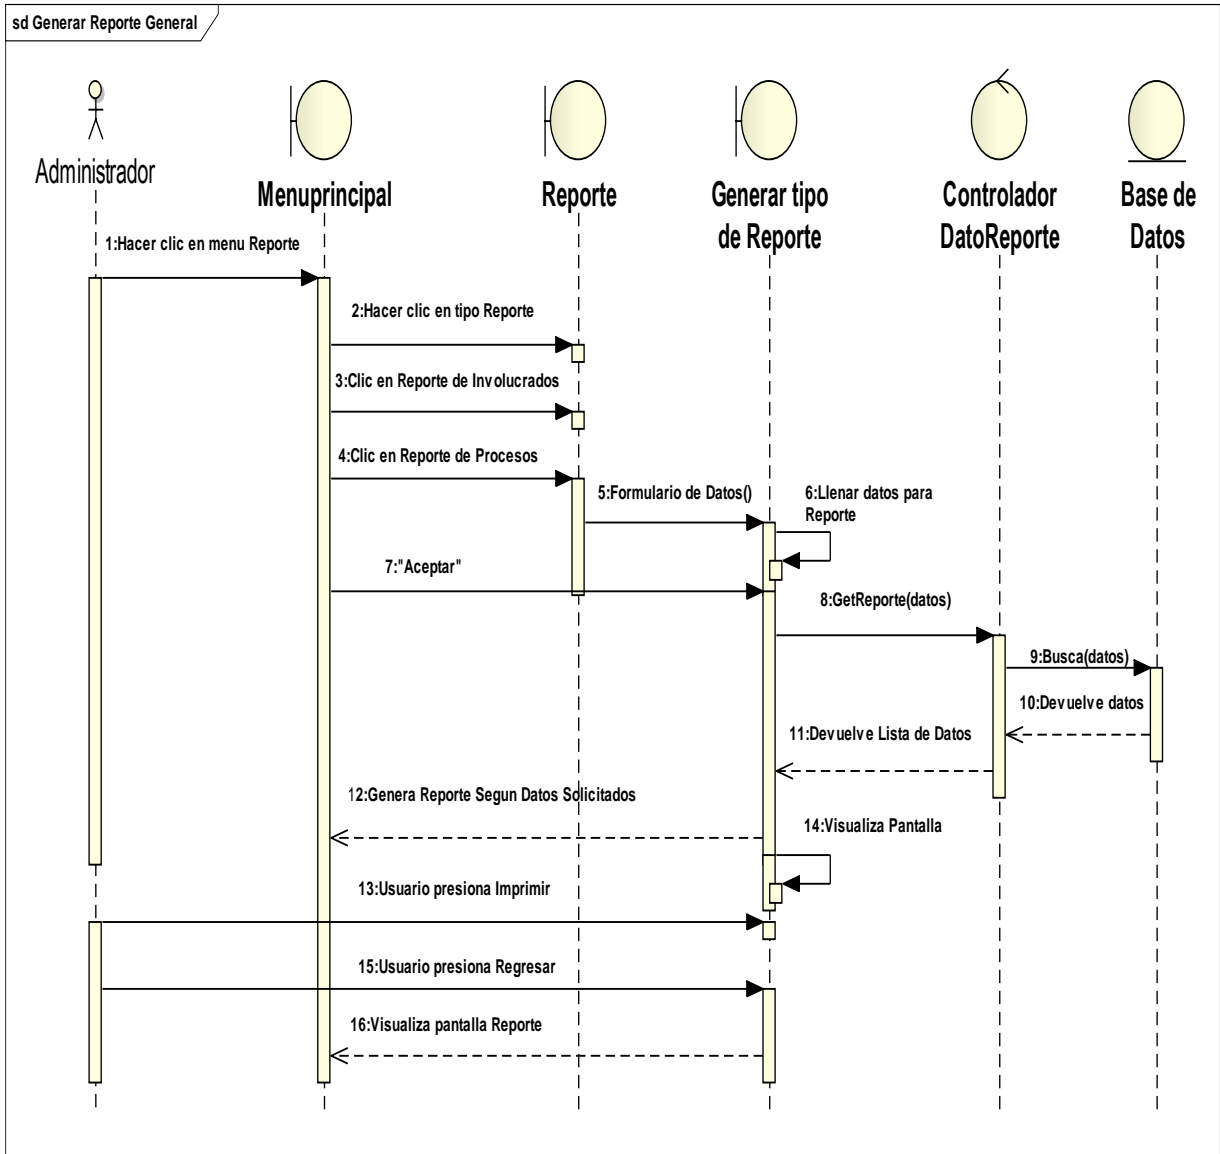 sd Generar Reporte General
Administrador
Menuprincipal
Reporte
Generar tipo
de Reporte
Controlador
DatoReporte
Base de
Datos
1:Hacer clic en menu Reporte
2:Hacer clic en tipo Reporte
3:Clic en Reporte de Involucrados
4:Clic en Reporte de Procesos
5:Formulario de Datos()
6:Llenar datos para
Reporte
7:"Aceptar"
8:GetReporte(datos)
9:Busca(datos)
10:Devuelve datos
11:Devuelve Lista de Datos
12:Genera Reporte Segun Datos Solicitados
14:Visualiza Pantalla
13:Usuario presiona Imprimir
15:Usuario presiona Regresar
16:Visualiza pantalla Reporte